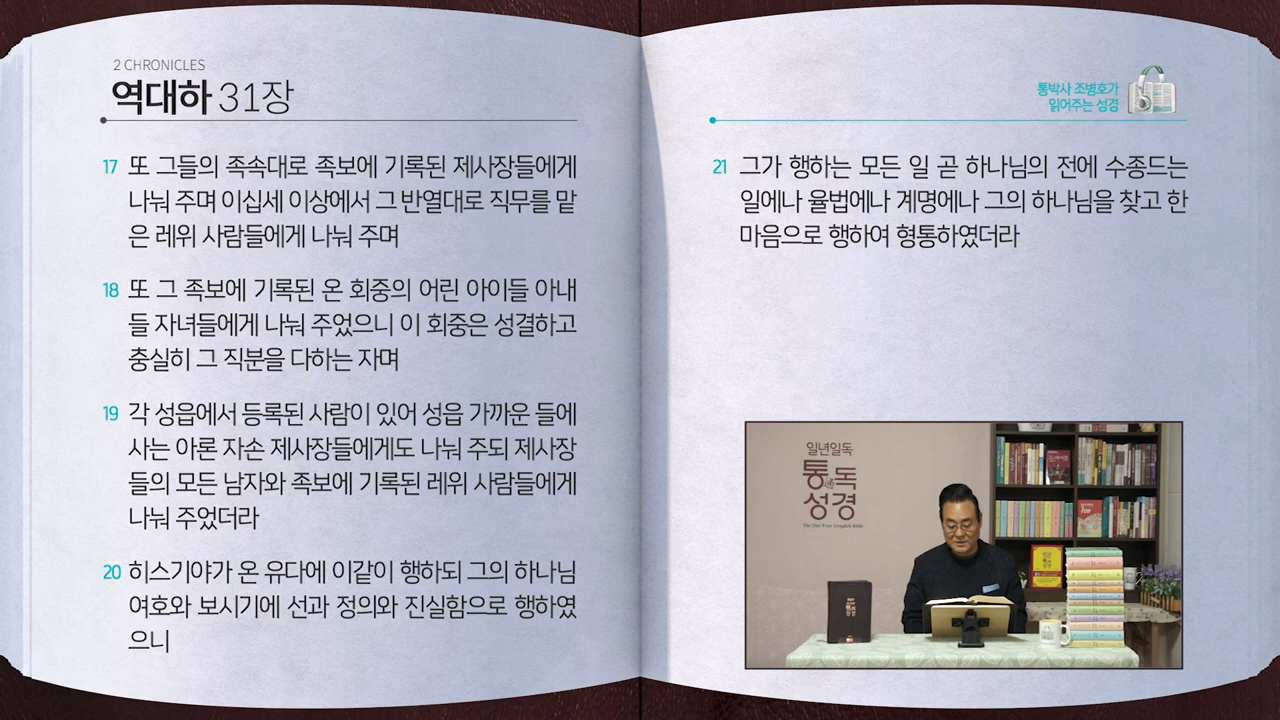 2 CHRONICLES
역대하 31장
17 또 그들의 족속대로 족보에 기록된 제사장들에게
나눠 주며 이십세 이상에서 그 반열대로 직무를 맡
은 레위 사람들에게 나눠 주며
18 또 그 족보에 기록된 온 회중의 어린 아이들 아내
들 자녀들에게 나눠 주었으니 이 회중은 성결하고
충실히 그 직분을 다하는 자며
19 각 성읍에서 등록된 사람이 있어 성읍 가까운 들에
사는 아론 자손 제사장들에게도 나눠 주되 제사장
들의 모든 남자와 족보에 기록된 레위 사람들에게
나눠 주었더라
20 히스기야가 온 유다에 이같이 행하되 그의 하나님
여호와 보시기에 선과 정의와 진실함으로 행하였
으니
통박사 조병호가
읽어주는 성경
21 그가 행하는 모든 일 곧 하나님의 전에 수종드는
일에나 율법에나 계명에나 그의 하나님을 찾고 한
마음으로 행하여 형통하였더라
일년일독
통독
성경
The One Year Tongdok Bible
통독
성경